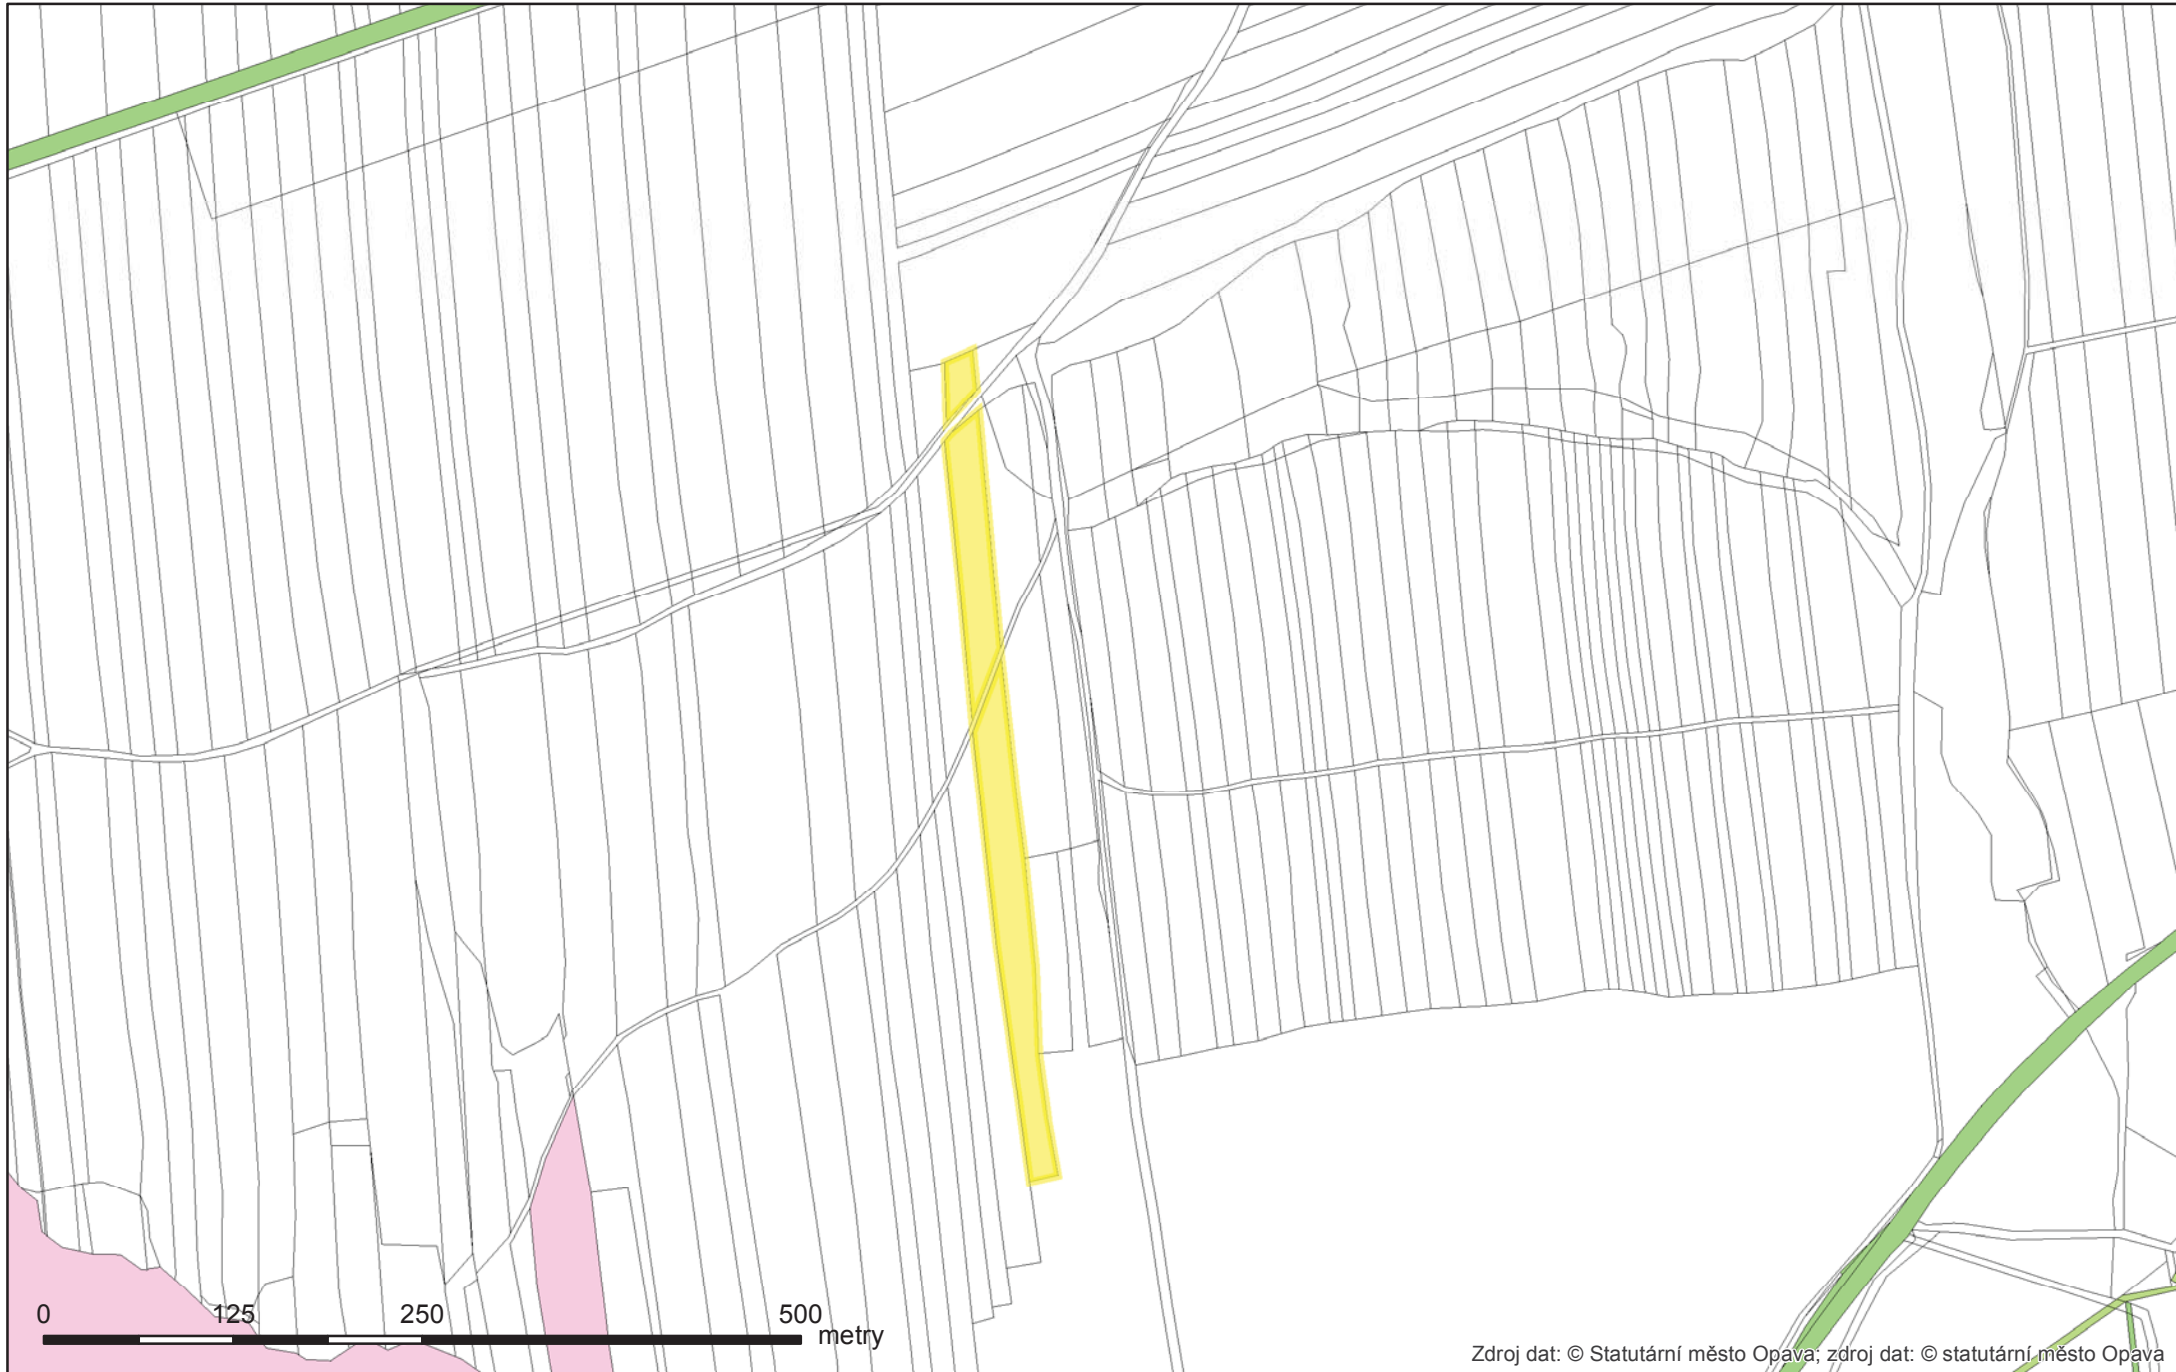 0 125 250 500
metry
Zdroj dat: © Statutární město Opava; zdroj dat: © statutární město Opava